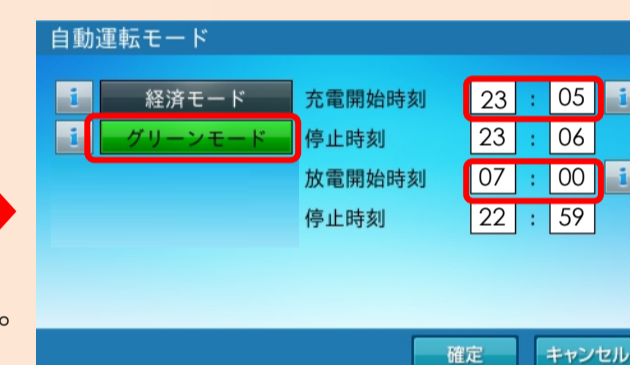 自動運転モード
i 経済モード 充電開始時刻 23 : 05 i
i グリーンモード 停止時刻 23 : 06
放電開始時刻 07 : 00 i
停止時刻 22 : 59
。
確定 キャンセル